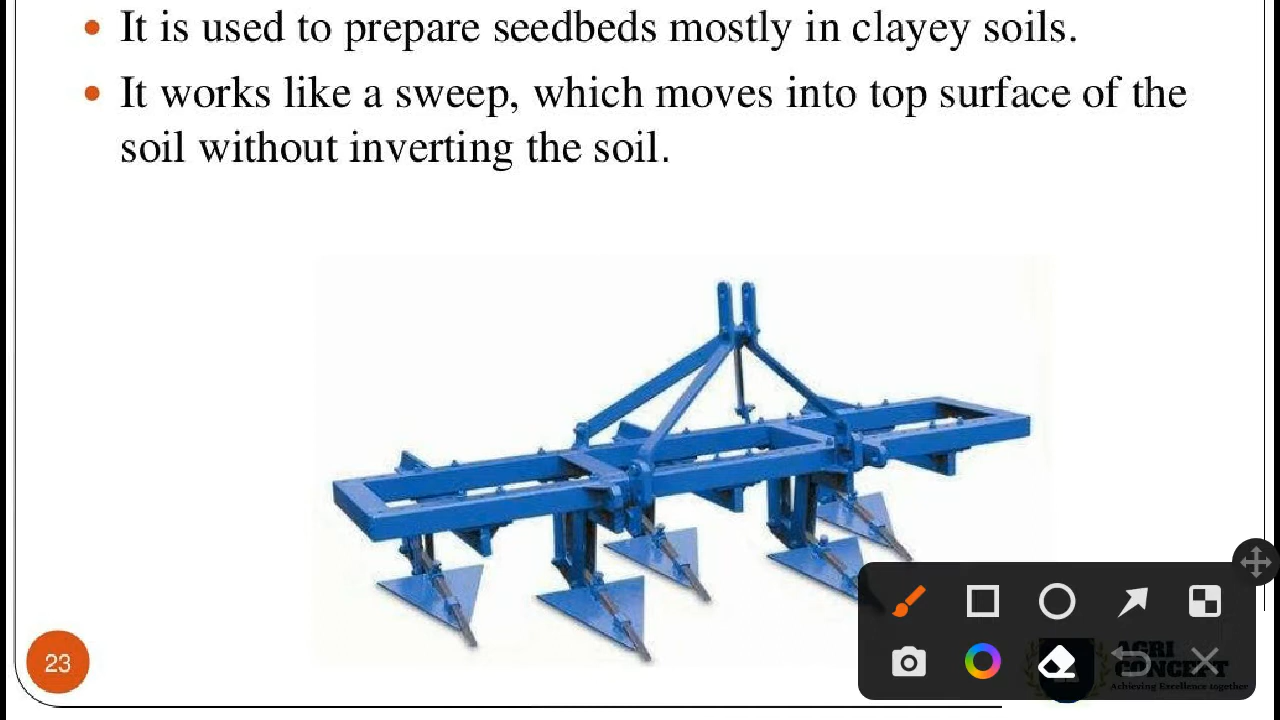 • It is used to prepare seedbeds mostly in clayey soils.
• It works like a sweep, which moves into top surface of the
soil without inverting the soil.
23
AGRI
CONCEPT
Achieving Excellence together